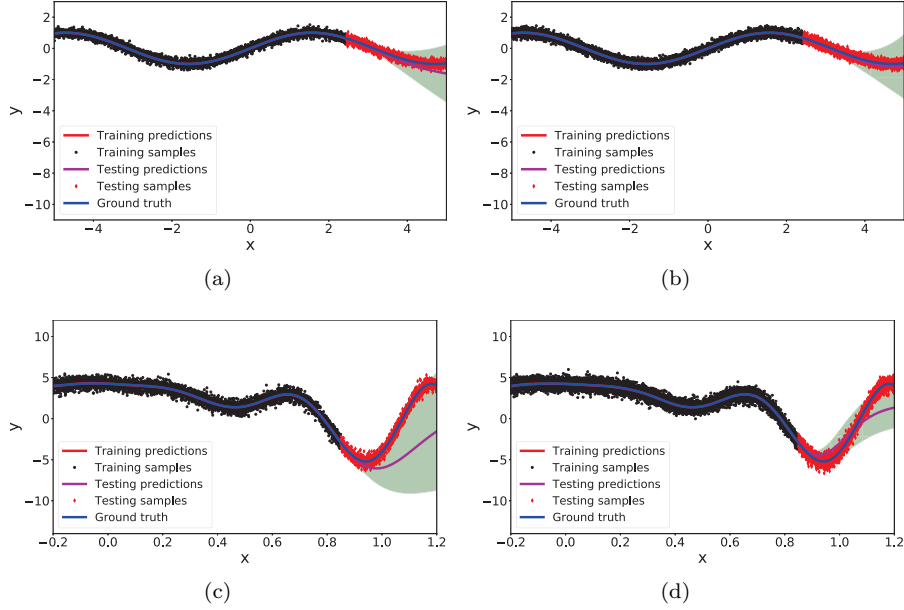 2
0
−2
−4
−6
−8
−10
y
Training predictions
Training samples
Testing predictions
Testing samples
Ground truth
−4 −2 0 2 4
x
(a)
2
0
−2
−4
−6
−8
−10
y
Training predictions
Training samples
Testing predictions
Testing samples
Ground truth
−4 −2 0 2 4
x
(b)
10
5
0
−5
−10
y
Training predictions
Training samples
Testing predictions
Testing samples
Ground truth
−0.2 0.0 0.2 0.4 0.6 0.8 1.0 1.2
x
(c)
10
5
0
−5
−10
y
Training predictions
Training samples
Testing predictions
Testing samples
Ground truth
−0.2 0.0 0.2 0.4 0.6 0.8 1.0 1.2
x
(d)